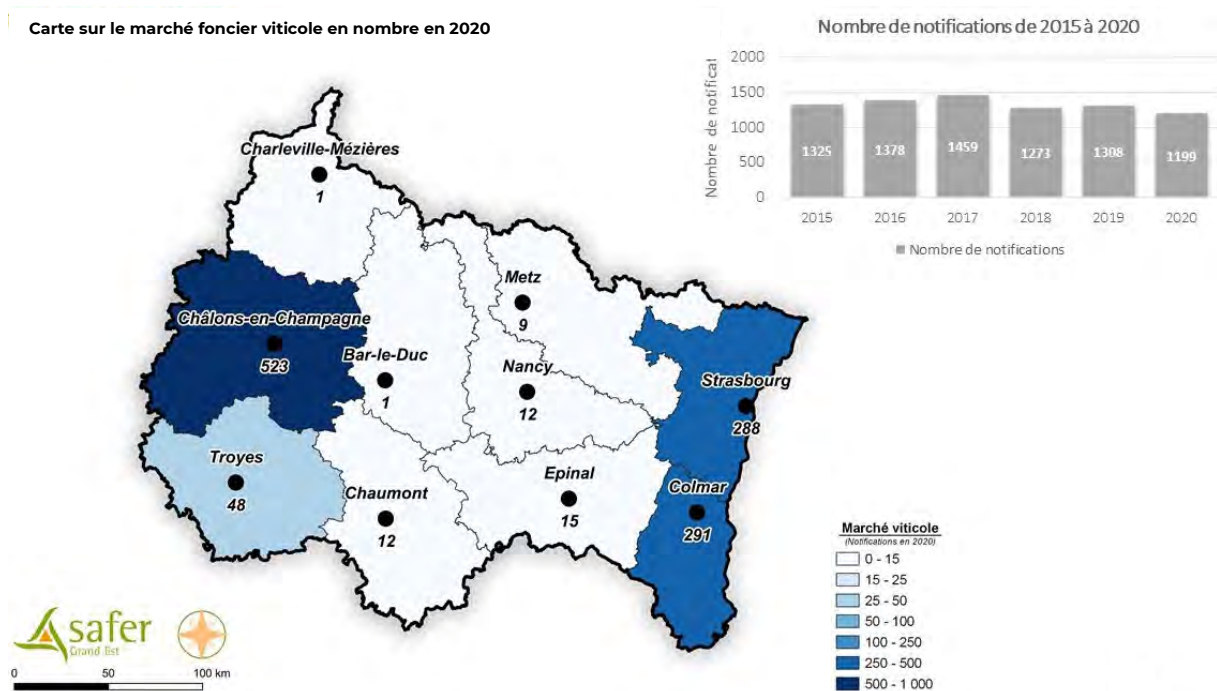 Carte sur le marché foncier viticole en nombre en 2020
Nombre de notifications de 2015 à 2020
Nombre de notificat
2000
1500
1000
500
0
1325
1378
1459
1273
1308
1199
2015
2016
2017
2018
2019
2020
Nombre de notifications
Charleville-Mézières
1
Metz
9
Châlons-en-Champagne
523
Bar-le-Duc
1
Nancy
12
Strasbourg
288
Troyes
48
Chaumont
12
Epinal
15
Colmar
291
Marché viticole
(Notifications en 2020)
0 - 15
15 - 25
25 - 50
50 - 100
100 - 250
250 - 500
500 - 1 000
safer
Grand Est
0 50 100 km